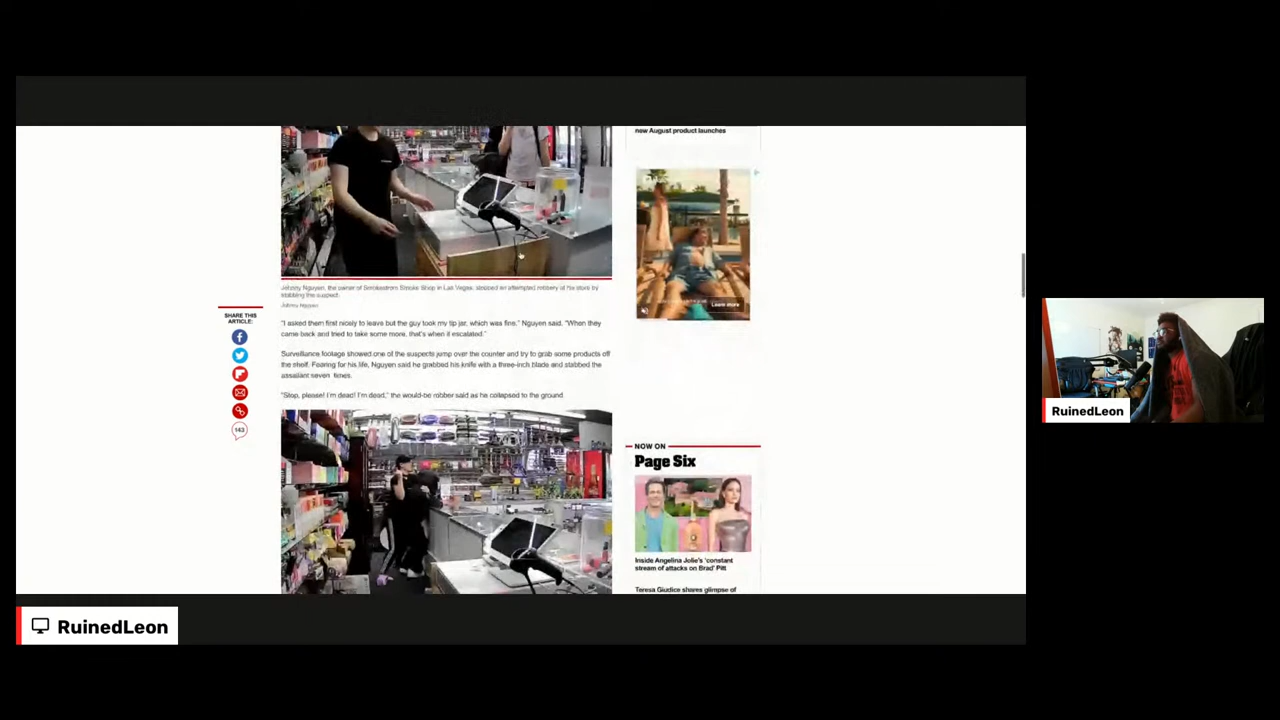 new August product launches
Johnny Nguyen, the owner of Smokestrom Smoke Shop in Las Vegas, stopped an attempted robbery at his store by
stabbing the suspect.
Johnny Nguyen
SHARE THIS
ARTICLE:
"I asked them first nicely to leave but the guy took my tip jar, which was fine," Nguyen said. "When they
came back and tried to take some more, that's when it escalated."
Surveillance footage showed one of the suspects jump over the counter and try to grab some products off
the shelf. Fearing for his life, Nguyen said he grabbed his knife with a three-inch blade and stabbed the
assailant seven times.
"Stop, please! I'm dead! I'm dead," the would-be robber said as he collapsed to the ground
143
Learn more
NOW ON
Page Six
Inside Angelina Jolie's 'constant
stream of attacks on Brad' Pitt
Teresa Giudice shares glimpse of
RuinedLeon
RuinedLeon